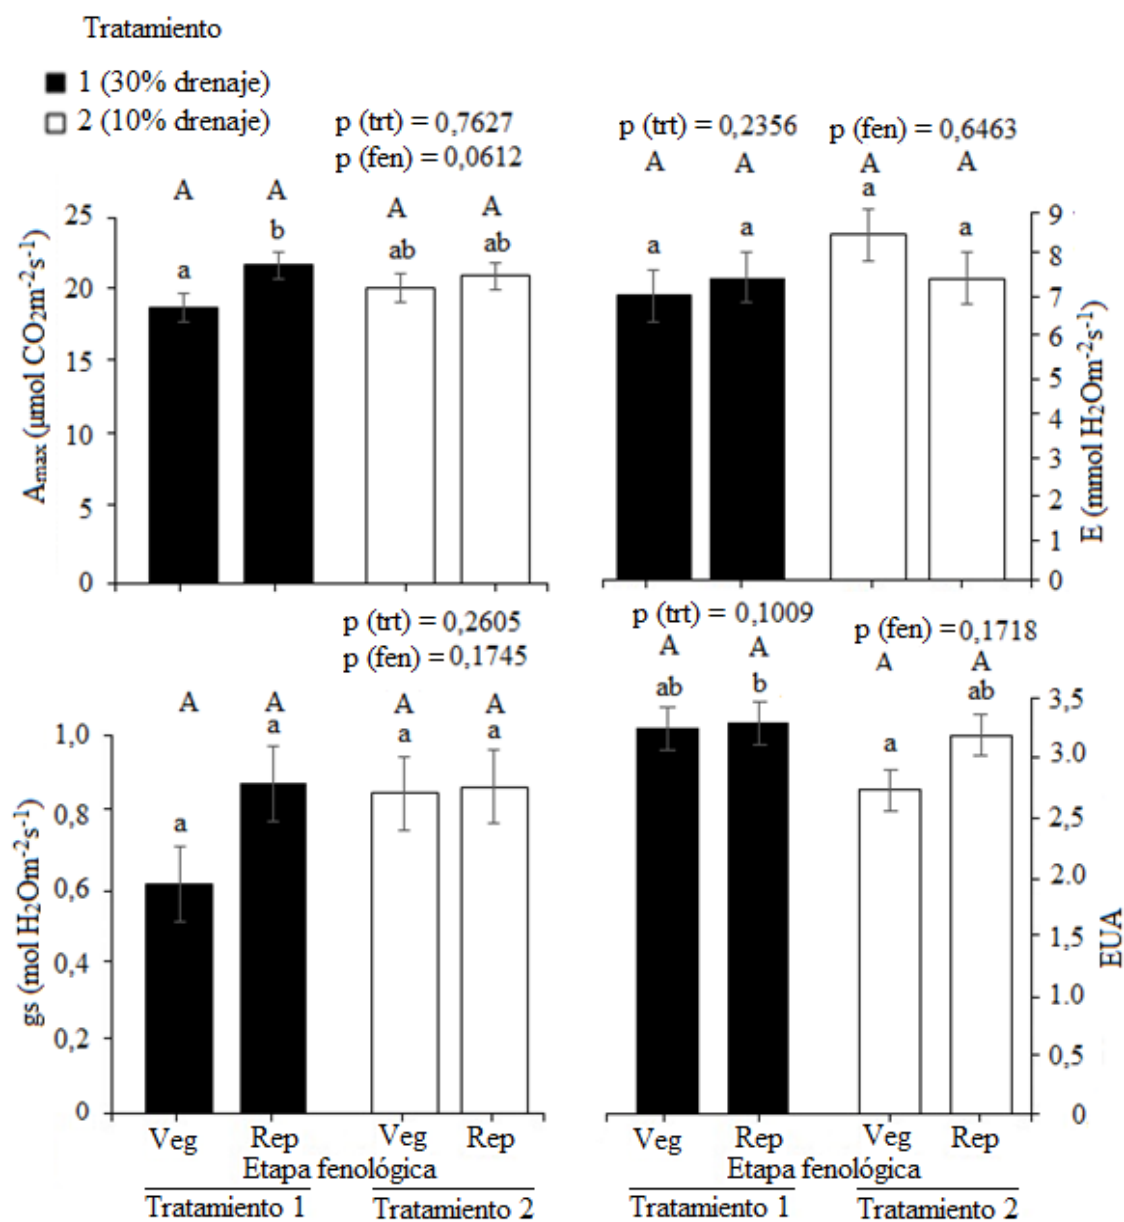 Tratamiento
1 (30% drenaje)
2 (10% drenaje)
p (trt) = 0,7627
p (fen) = 0,0612
A A A A
a b ab ab
25
20
15
10
5
0
Amax (µmol CO2m-2s-1)
p (trt) = 0,2356 p (fen) = 0,6463
A A A A
a a a a
9
8
7
6
5
4
3
2
1
0
E (mmol H2Om-2s-1)
p (trt) = 0,2605
p (fen) = 0,1745
A A A A
a a a a
1,0
0,8
0,6
0,4
0,2
0
gs (mol H2Om-2s-1)
Veg Rep Veg Rep
Etapa fenológica
Tratamiento 1 Tratamiento 2
p (trt) = 0,1009 p (fen) = 0,1718
A A A A
ab b a ab
3,5
3.0
2,5
2.0
1,5
1.0
0,5
0
EUA
Veg Rep Veg Rep
Etapa fenológica
Tratamiento 1 Tratamiento 2